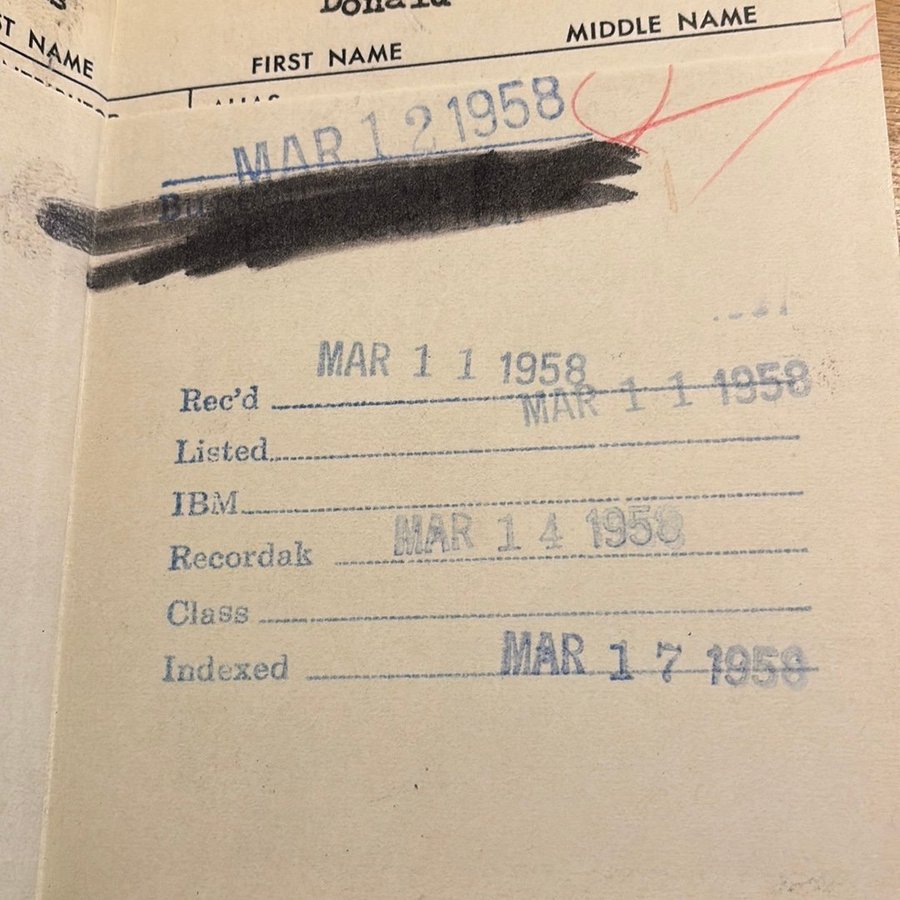 Donald
NAME FIRST NAME MIDDLE NAME
MAR 12 1958
MAR 11 1958
Rec'd MAR 11 1958
Listed
IBM
Recordak MAR 14 1958
Class
Indexed MAR 17 1958